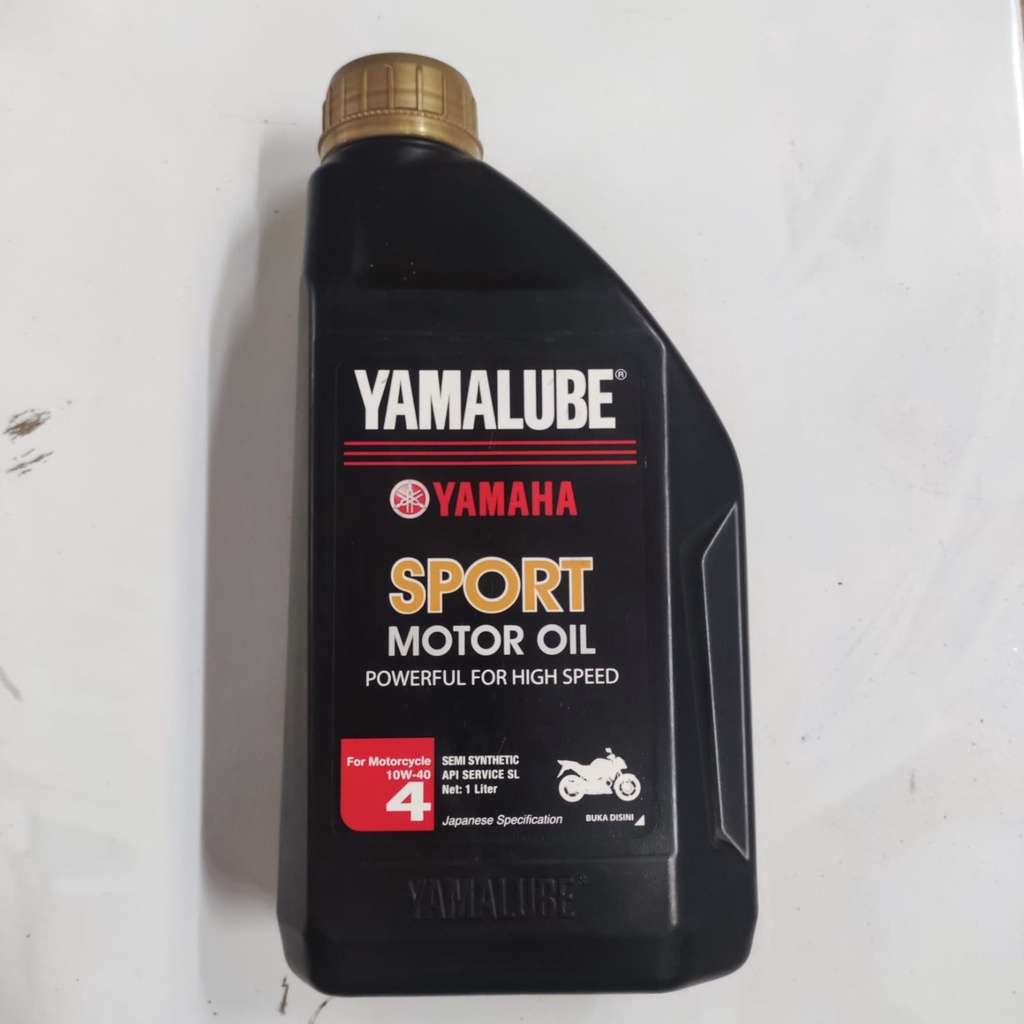 YAMALUBE®
YAMAHA
SPORT
MOTOR OIL
POWERFUL FOR HIGH SPEED
For Motorcycle
10W-40
4
SEMI SYNTHETIC
API SERVICE SL
Net: 1 Liter
Japanese Specification
BUKA DISINI
YAMALUBE®